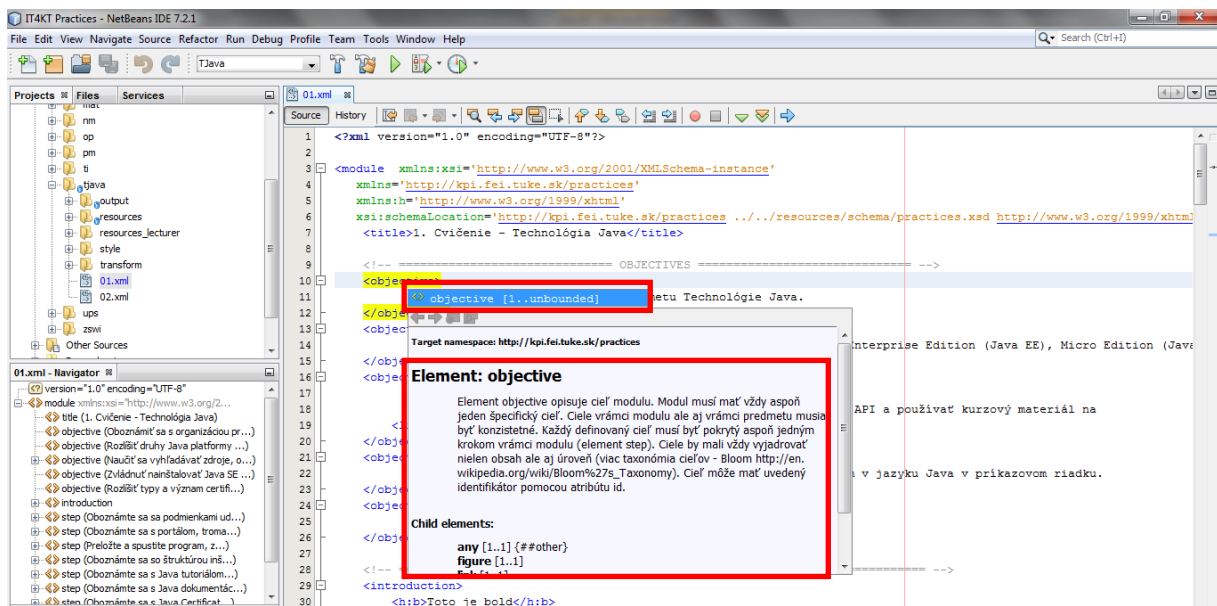 IT4KT Practices - NetBeans IDE 7.2.1
File Edit View Navigate Source Refactor Run Debug Profile Team Tools Window Help
Search (Ctrl+I)
TJava
Projects Files Services
mat
nm
op
pm
ti
tjava
output
resources
resources_lecturer
style
transform
01.xml
02.xml
ups
zswi
Other Sources
01.xml - Navigator
version="1.0" encoding="UTF-8"
module xmlns:xsi="http://www.w3.org/2...
title (1. Cvičenie - Technológia Java)
objective (Oboznámiť sa s organizáciou pr...)
objective (Rozlíšiť druhy Java platformy ...)
objective (Naučiť sa vyhľadávať zdroje, o...)
objective (Zvládnuť nainštalovať Java SE ...)
objective (Rozlíšiť typy a význam certifi...)
introduction
step (Oboznámte sa sa podmienkami ud...)
step (Oboznámte sa s portálom, troma...)
step (Preložte a spustite program, z...)
step (Oboznámte sa so štruktúrou inš...)
step (Oboznámte sa s Java tutoriálom...)
step (Oboznámte sa s Java dokumentác...)
step (Oboznámte sa s Java Certificat...)
01.xml
Source History
1 <?xml version="1.0" encoding="UTF-8"?>
2
3 <module xmlns:xsi='http://www.w3.org/2001/XMLSchema-instance'
4 xmlns='http://kpi.fei.tuke.sk/practices'
5 xmlns:h='http://www.w3.org/1999/xhtml'
6 xsi:schemaLocation='http://kpi.fei.tuke.sk/practices ../../resources/schema/practices.xsd http://www.w3.org/1999/xhtml
7 <title>1. Cvičenie - Technológia Java</title>
8
9 <!-- ============================== OBJECTIVES ============================== -->
10 <objective>
11 metu Technológie Java.
12 </obje
13 <objec
14 nterprise Edition (Java EE), Micro Edition (Java
15 </obje
16 <objec
17
18 API a používať kurzový materiál na
19
20 </obje
21 <objec
22 v jazyku Java v príkazovom riadku.
23 </obje
24 <objec
25
26 </obje
27
28 <!-- ========== -->
29 <introduction>
30 <h:b>Toto je bold</h:b>
objective [1..unbounded]
Target namespace: http://kpi.fei.tuke.sk/practices
Element: objective
Element objective opisuje cieľ modulu. Modul musí mať vždy aspoň
jeden špecifický cieľ. Ciele vrámci modulu ale aj vrámci predmetu musia
byť konzistetné. Každý definovaný cieľ musí byť pokrytý aspoň jedným
krokom vrámci modulu (element step). Ciele by mali vždy vyjadrovať
nielen obsah ale aj úroveň (viac taxonómia cieľov - Bloom http://en.
wikipedia.org/wiki/Bloom%27s_Taxonomy). Cieľ môže mať uvedený
identifikátor pomocou atribútu id.
Child elements:
any [1..1] {##other}
figure [1..1]